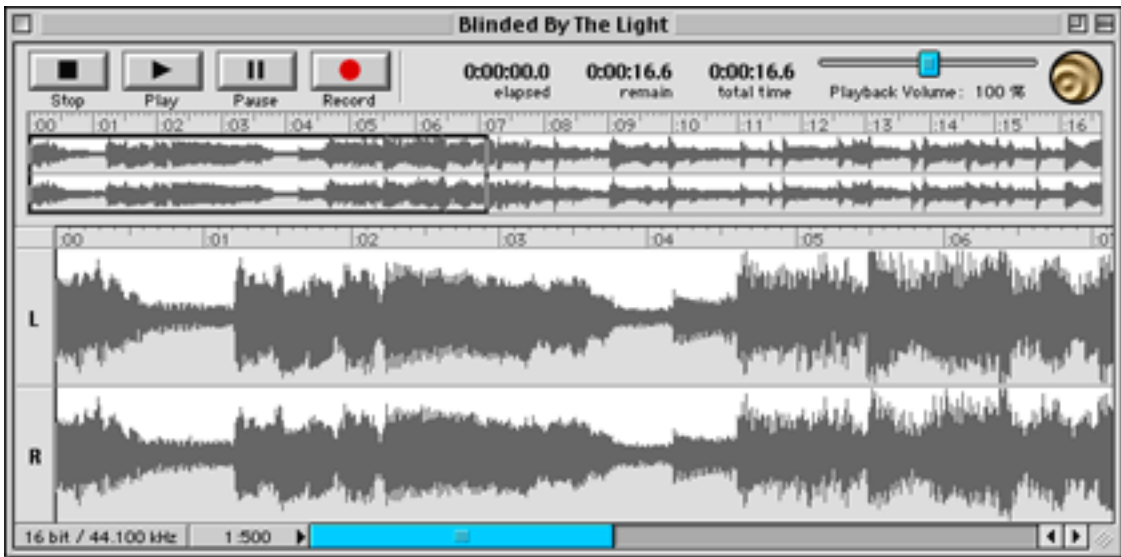 Blinded By The Light
0:00:00.0 0:00:16.6 0:00:16.6
elapsed remain total time Playback Volume: 100 %
Stop Play Pause Record
:00 :01 :02 :03 :04 :05 :06 :07 :08 :09 :10 :11 :12 :13 :14 :15 :16
:00 :01 :02 :03 :04 :05 :06 :07
L
R
16 bit / 44.100 kHz 1:500